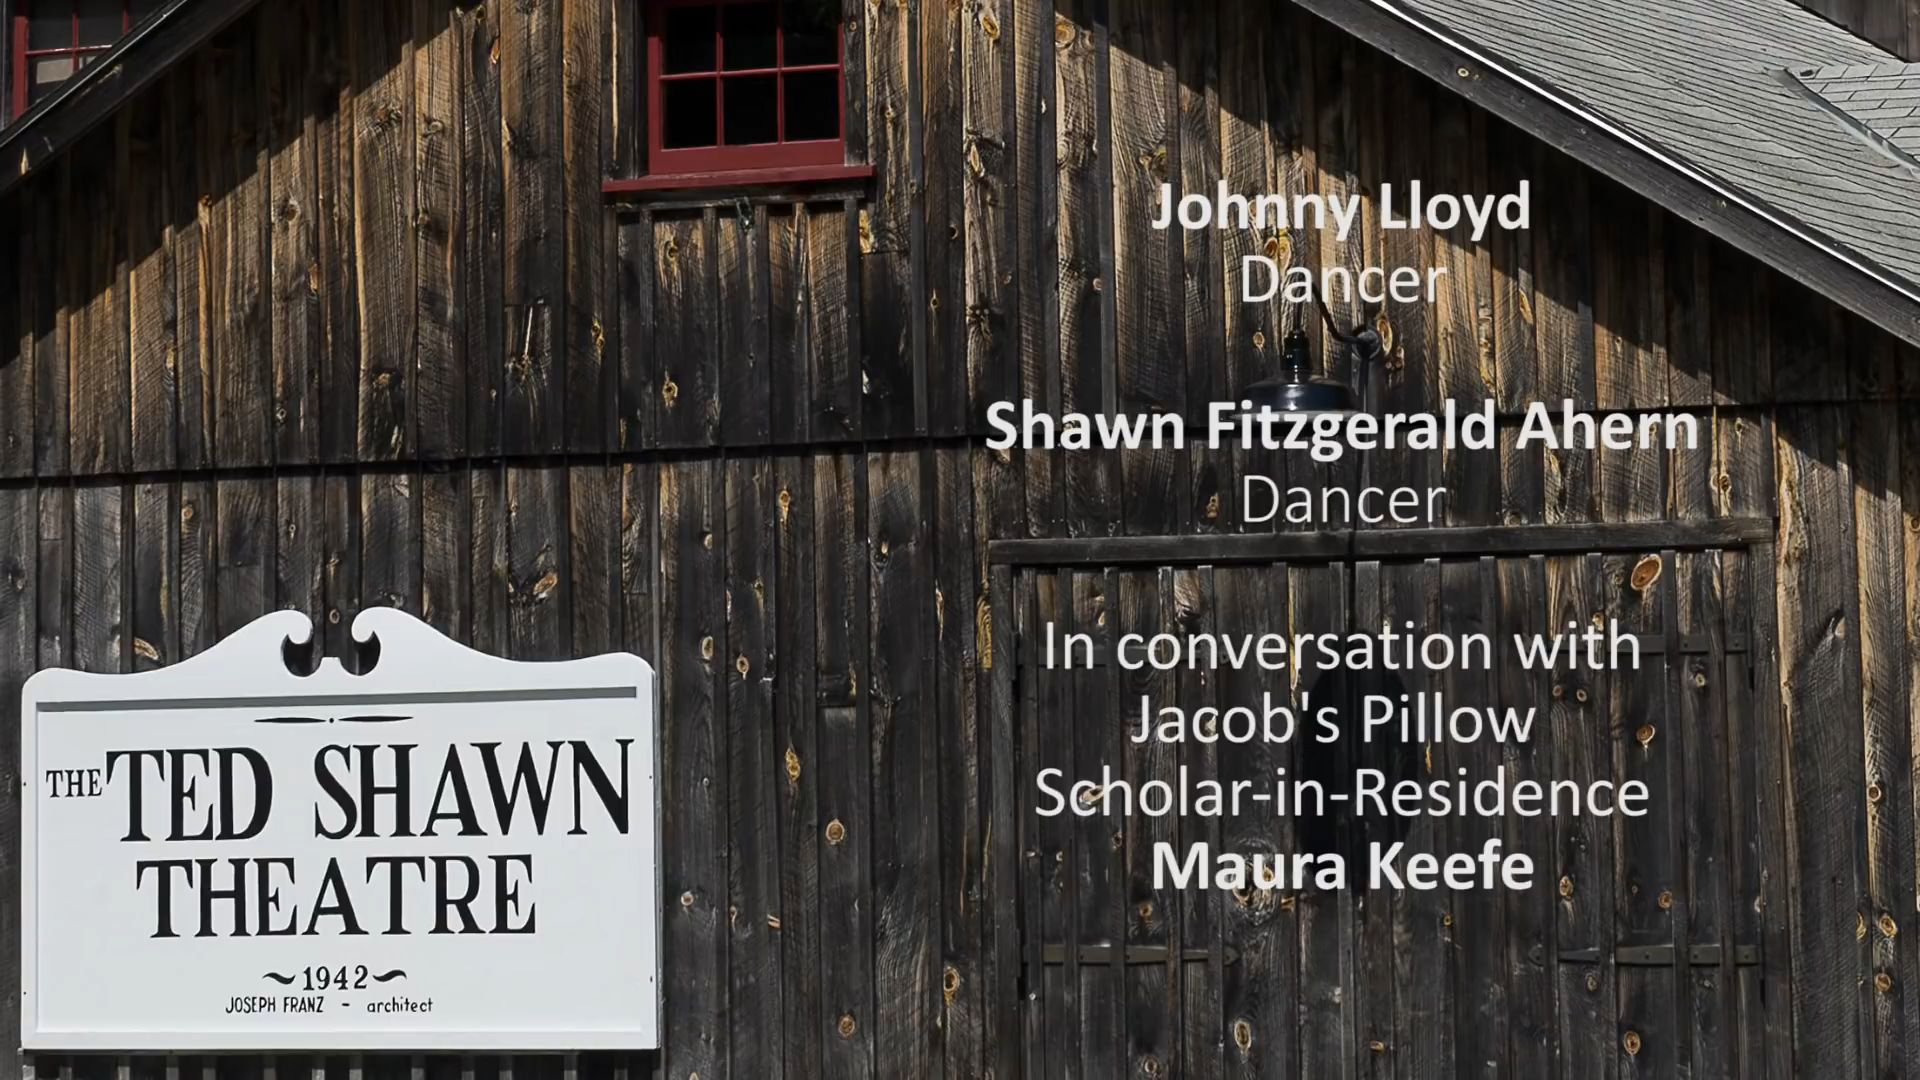 Johnny Lloyd
Dancer
Shawn Fitzgerald Ahern
Dancer
In conversation with
Jacob's Pillow
Scholar-in-Residence
Maura Keefe
THE TED SHAWN
THEATRE
~1942~
JOSEPH FRANZ - architect